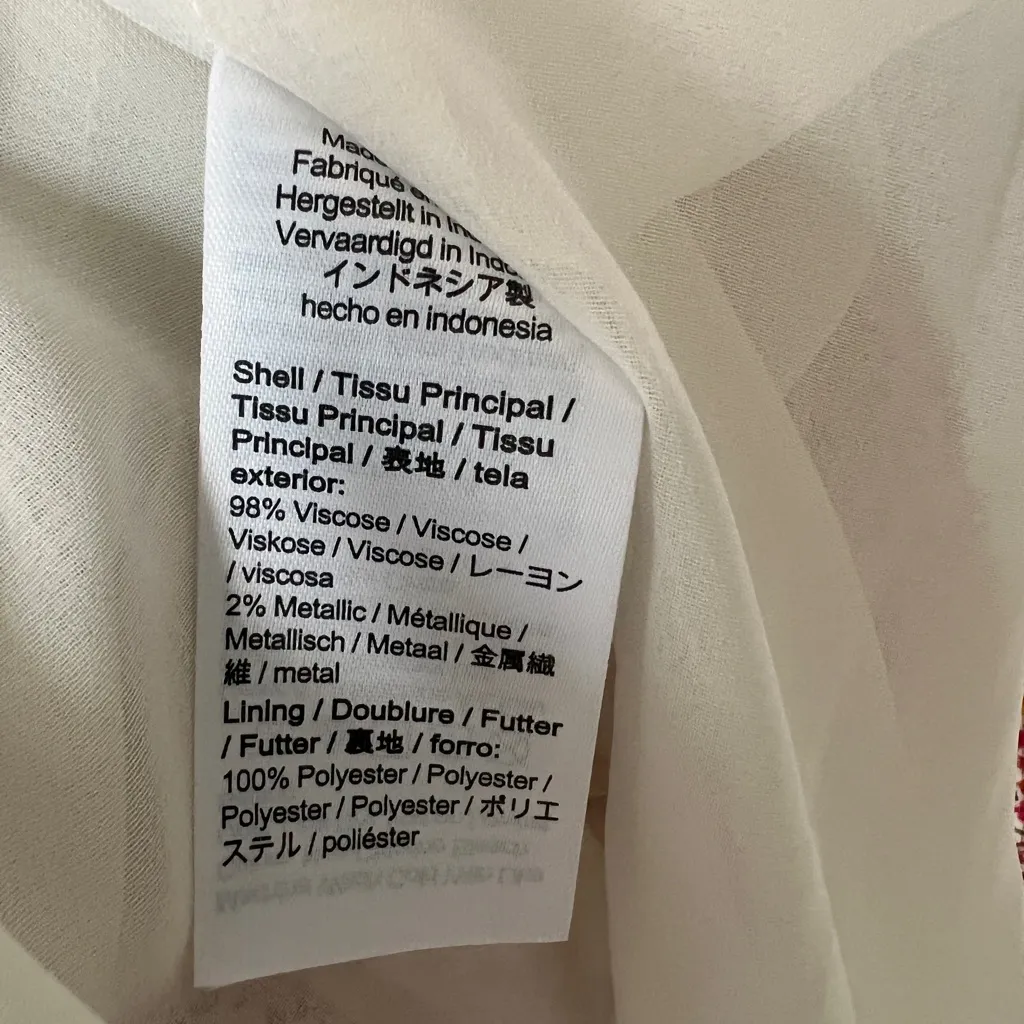 Fabriqué
Hergestellt in
Vervaardigd in
インドネシア製
hecho en indonesia
Shell / Tissu Principal /
Tissu Principal / Tissu
Principal / 表地 / tela
exterior:
98% Viscose / Viscose /
Viskose / Viscose / レーヨン
/ viscosa
2% Metallic / Métallique /
Metallisch / Metaal / 金属繊
維 / metal
Lining / Doublure / Futter
/ Futter / 裏地 / forro:
100% Polyester / Polyester /
Polyester / Polyester / ポリエ
ステル / poliéster